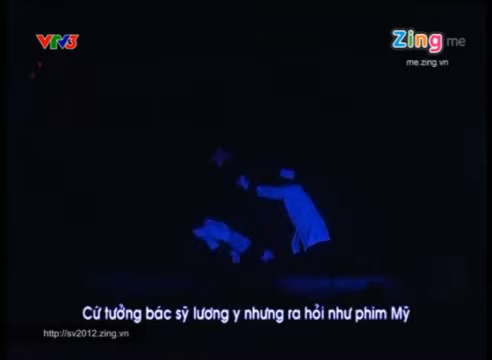 VTV3
Zing me
me.zing.vn
Cứ tưởng bác sỹ lương y nhưng ra hỏi như phim Mỹ
http://sv2012.zing.vn